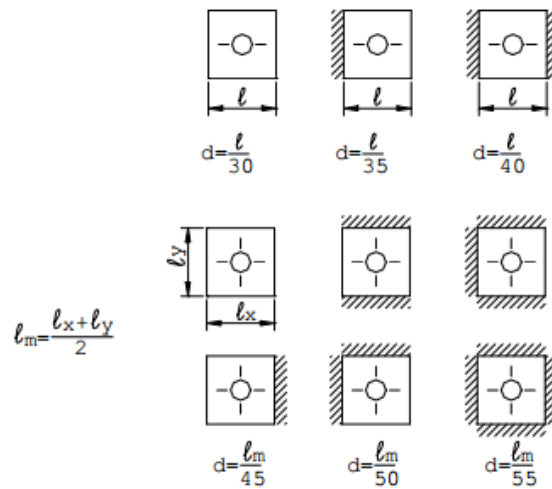 ℓ ℓ ℓ
d=ℓ/30 d=ℓ/35 d=ℓ/40
ℓy
ℓx
ℓm=ℓx+ℓy/2
d=ℓm/45 d=ℓm/50 d=ℓm/55